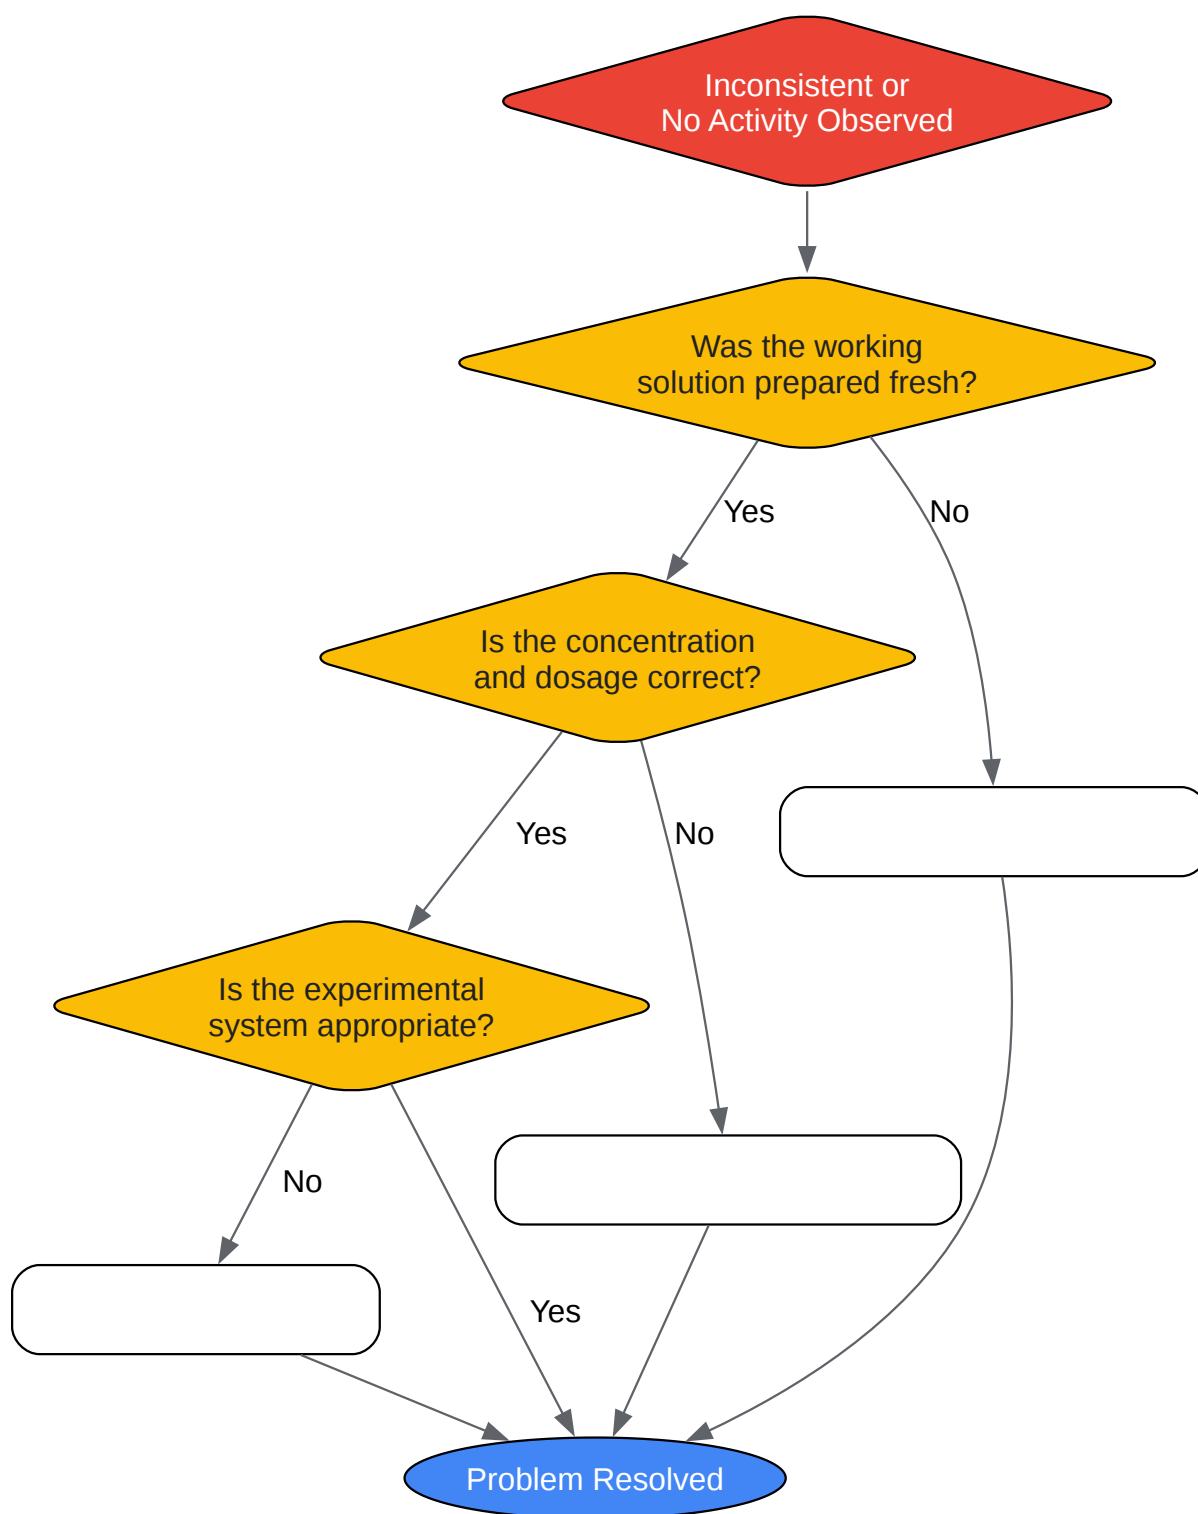 Inconsistent or
No Activity Observed
Was the working
solution prepared fresh?
Yes
No
Is the concentration
and dosage correct?
Yes
No
Is the experimental
system appropriate?
No
Yes
Problem Resolved